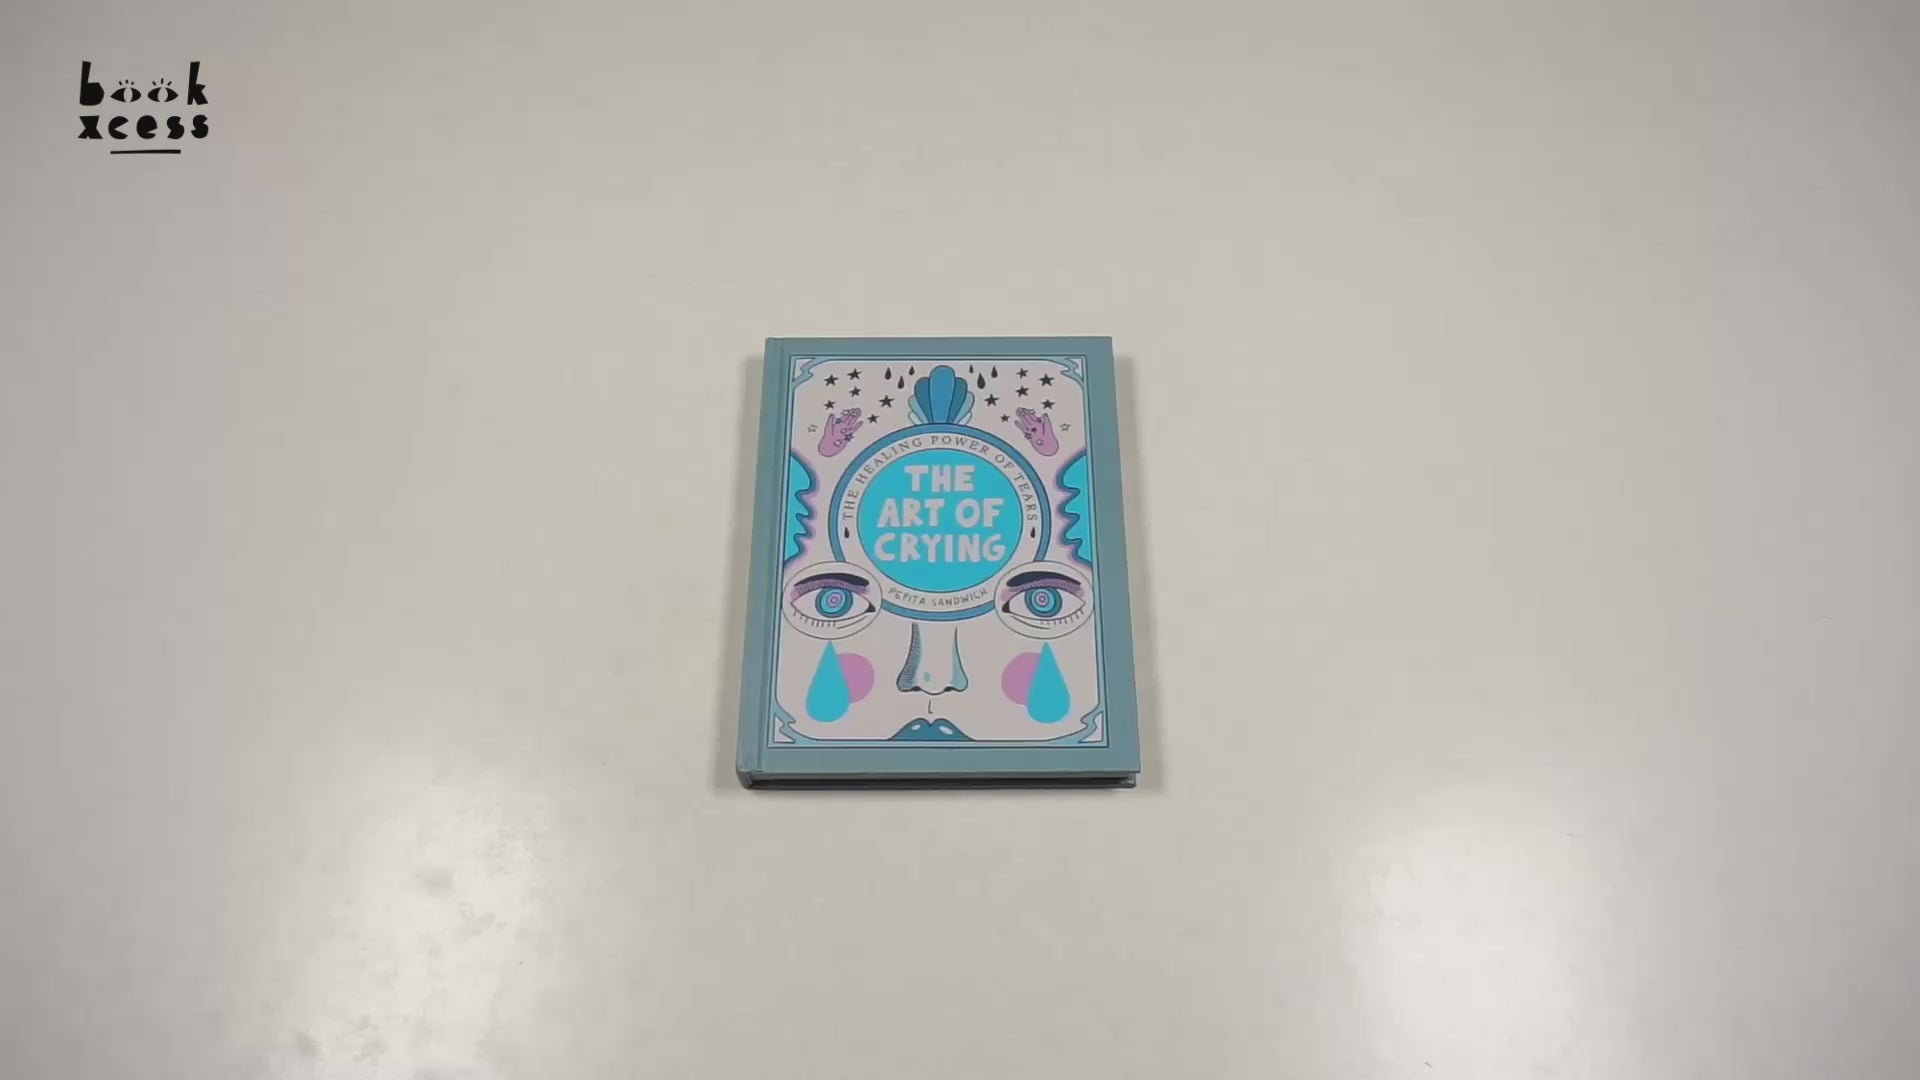 book
xcess
THE HEALING POWER OF TEARS
THE
ART OF
CRYING
PEPITA SANDWICH